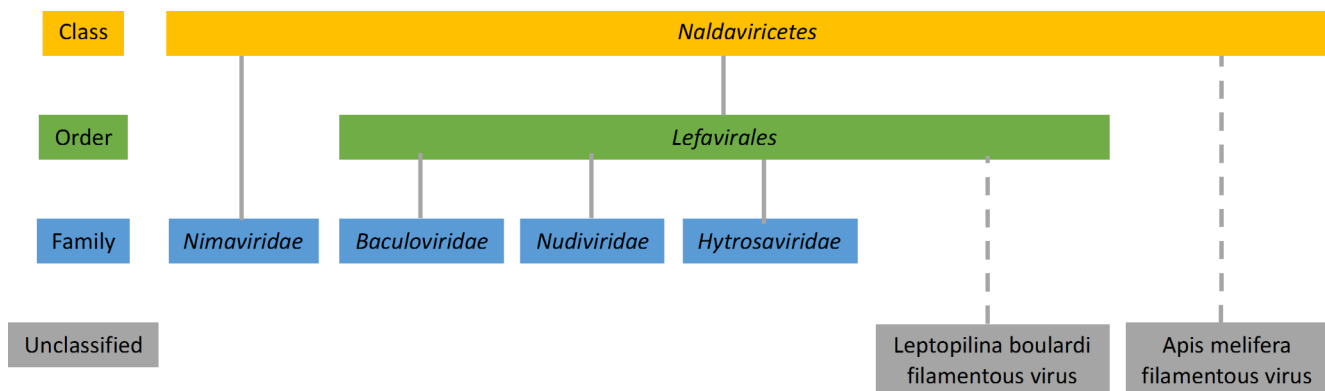 Class
Naldaviricetes
Order
Lefavirales
Family
Nimaviridae
Baculoviridae
Nudiviridae
Hytrosaviridae
Unclassified
Leptopilina boulardi
filamentous virus
Apis melifera
filamentous virus